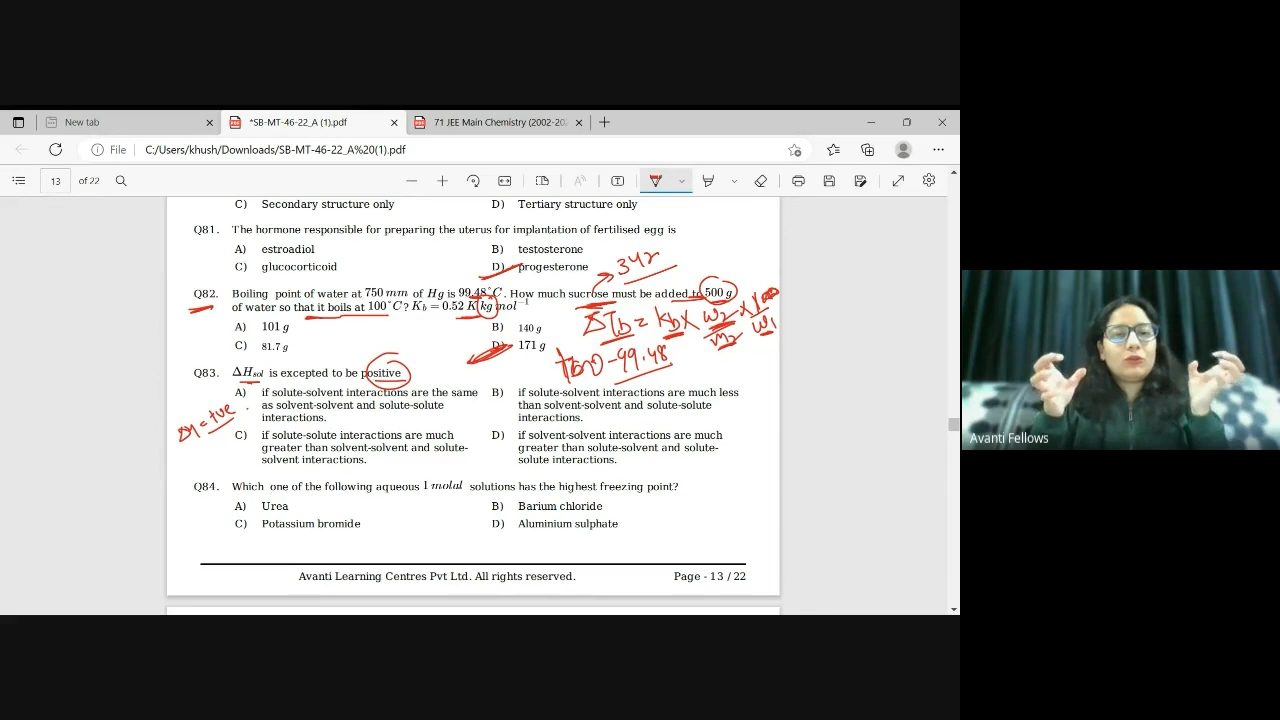 New tab
*SB-MT-46-22_A (1).pdf
71 JEE Main Chemistry (2002-202
File C:/Users/khush/Downloads/SB-MT-46-22_A%20(1).pdf
13 of 22
C) Secondary structure only D) Tertiary structure only
Q81. The hormone responsible for preparing the uterus for implantation of fertilised egg is
A) estroadiol B) testosterone
C) glucocorticoid D) progesterone
342
Q82. Boiling point of water at 750 mm of Hg is 99.48°C. How much sucrose must be added to 500 g
of water so that it boils at 100°C? K_b = 0.52 K kg mol⁻¹
A) 101 g B) 140 g
C) 81.7 g D) 171 g
ΔT_b = K_b × w_2/m_2 × 1000/w_1
100 - 99.48
Q83. ΔH_sol is excepted to be positive
A) if solute-solvent interactions are the same
as solvent-solvent and solute-solute
interactions.
B) if solute-solvent interactions are much less
than solvent-solvent and solute-solute
interactions.
ΔH = +ve
C) if solute-solute interactions are much
greater than solvent-solvent and solute-
solvent interactions.
D) if solvent-solvent interactions are much
greater than solute-solvent and solute-
solute interactions.
Q84. Which one of the following aqueous 1 molal solutions has the highest freezing point?
A) Urea B) Barium chloride
C) Potassium bromide D) Aluminium sulphate
Avanti Learning Centres Pvt Ltd. All rights reserved. Page - 13 / 22
Avanti Fellows